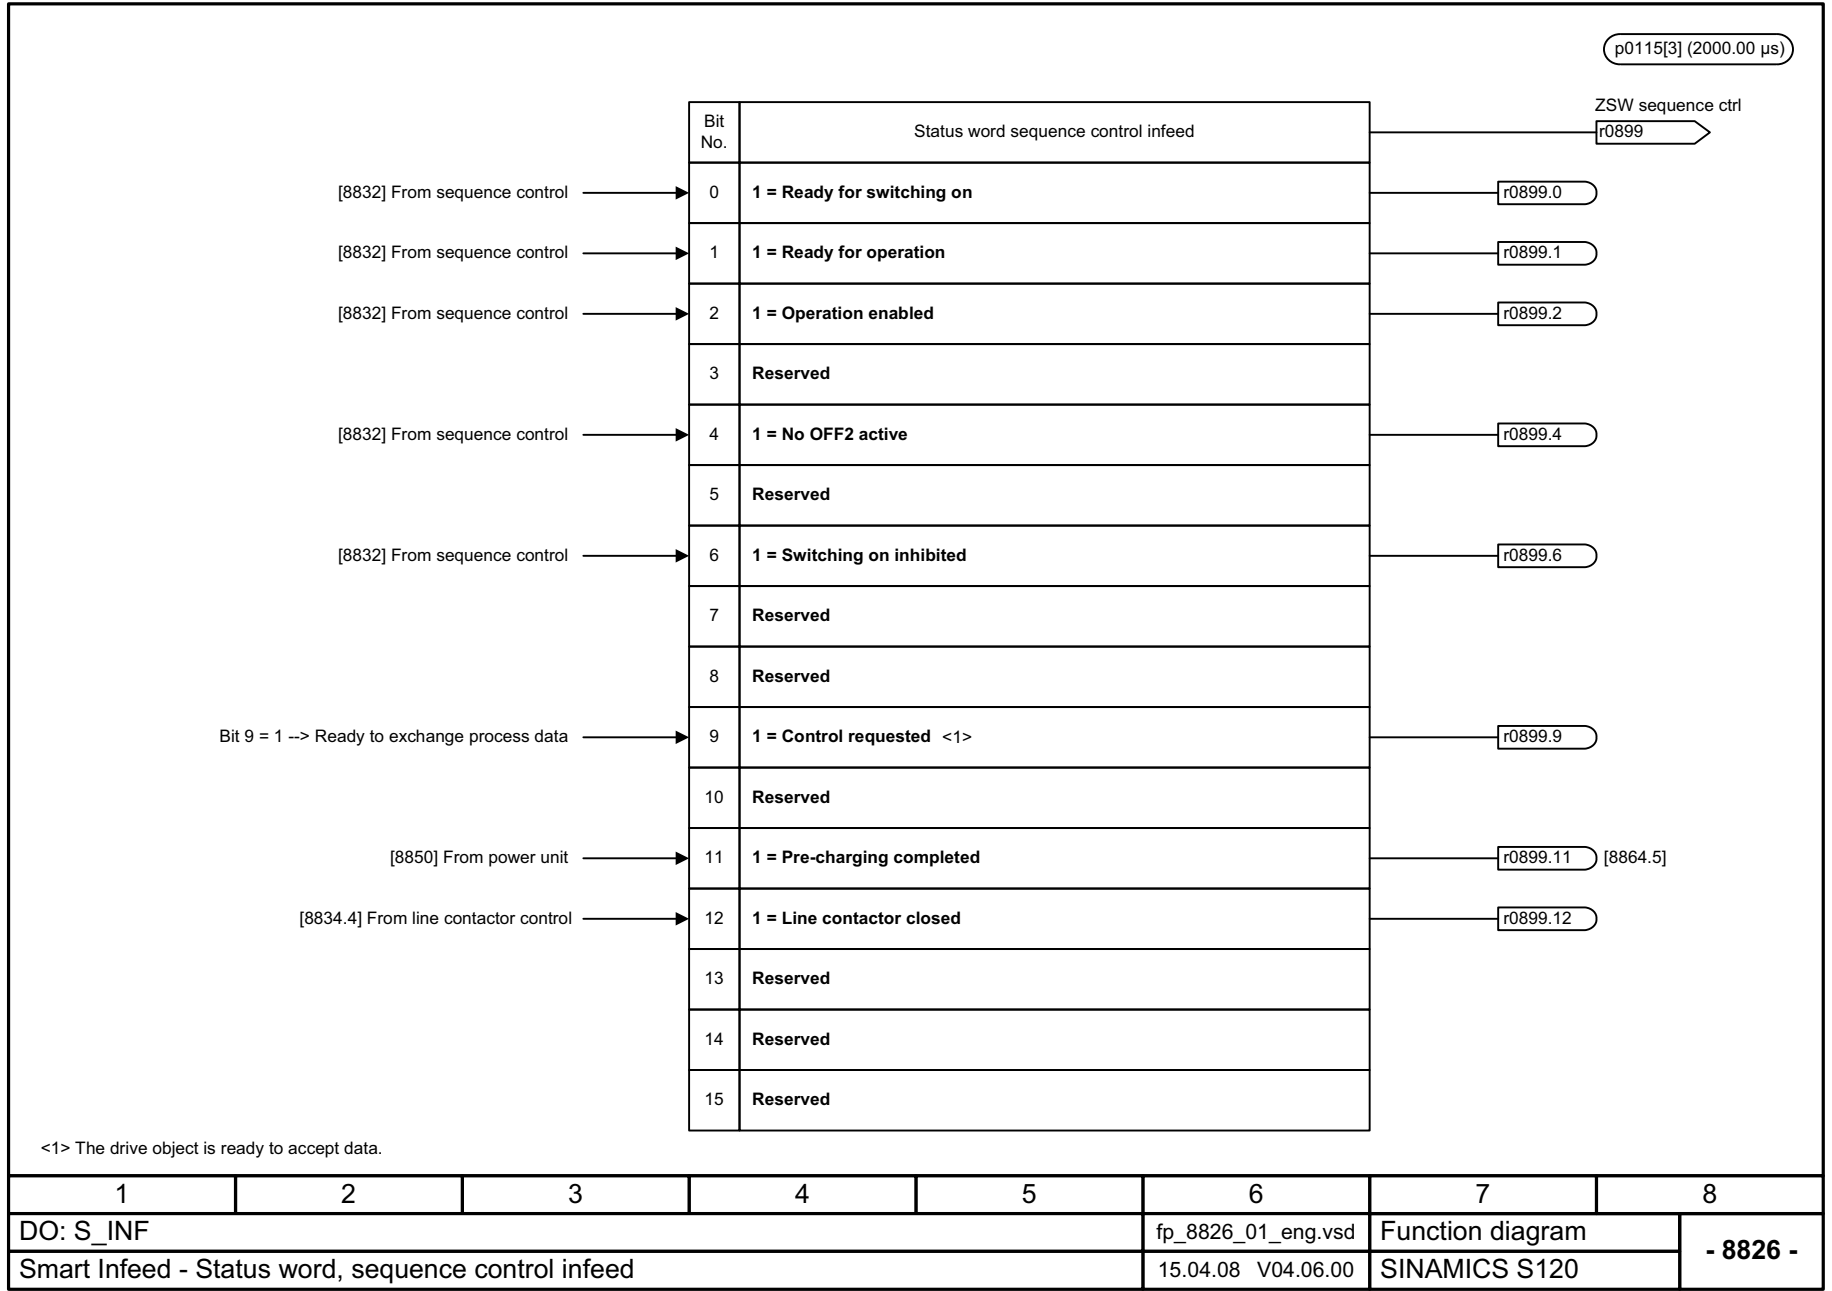 p0115[3] (2000.00 µs)
ZSW sequence ctrl
Bit No. Status word sequence control infeed r0899
[8832] From sequence control 0 1 = Ready for switching on r0899.0
[8832] From sequence control 1 1 = Ready for operation r0899.1
[8832] From sequence control 2 1 = Operation enabled r0899.2
3 Reserved
[8832] From sequence control 4 1 = No OFF2 active r0899.4
5 Reserved
[8832] From sequence control 6 1 = Switching on inhibited r0899.6
7 Reserved
8 Reserved
Bit 9 = 1 --> Ready to exchange process data 9 1 = Control requested <1> r0899.9
10 Reserved
[8850] From power unit 11 1 = Pre-charging completed r0899.11 [8864.5]
[8834.4] From line contactor control 12 1 = Line contactor closed r0899.12
13 Reserved
14 Reserved
15 Reserved
<1> The drive object is ready to accept data.
1 2 3 4 5 6 7 8
DO: S_INF fp_8826_01_eng.vsd Function diagram - 8826 -
Smart Infeed - Status word, sequence control infeed 15.04.08 V04.06.00 SINAMICS S120